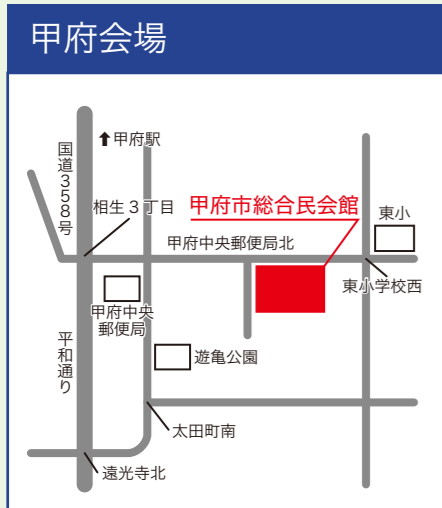 甲府会場
甲府駅
国道358号
相生3丁目
甲府市総合民会館
東小
甲府中央郵便局北
東小学校西
甲府中央
郵便局
平和通り
遊亀公園
太田町南
遠光寺北